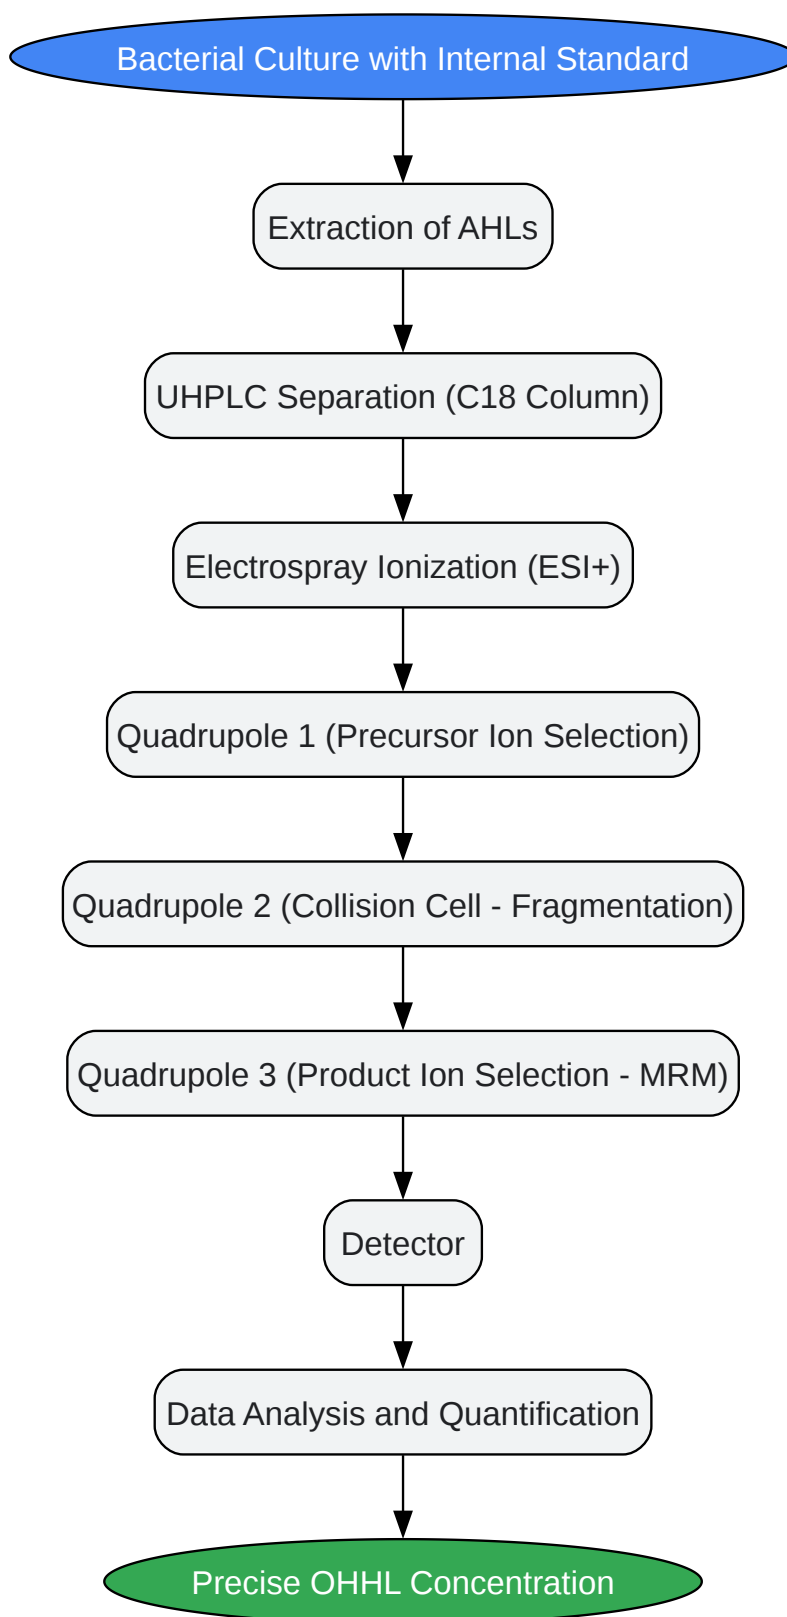 Bacterial Culture with Internal Standard
Extraction of AHLs
UHPLC Separation (C18 Column)
Electrospray Ionization (ESI+)
Quadrupole 1 (Precursor Ion Selection)
Quadrupole 2 (Collision Cell - Fragmentation)
Quadrupole 3 (Product Ion Selection - MRM)
Detector
Data Analysis and Quantification
Precise OHHL Concentration